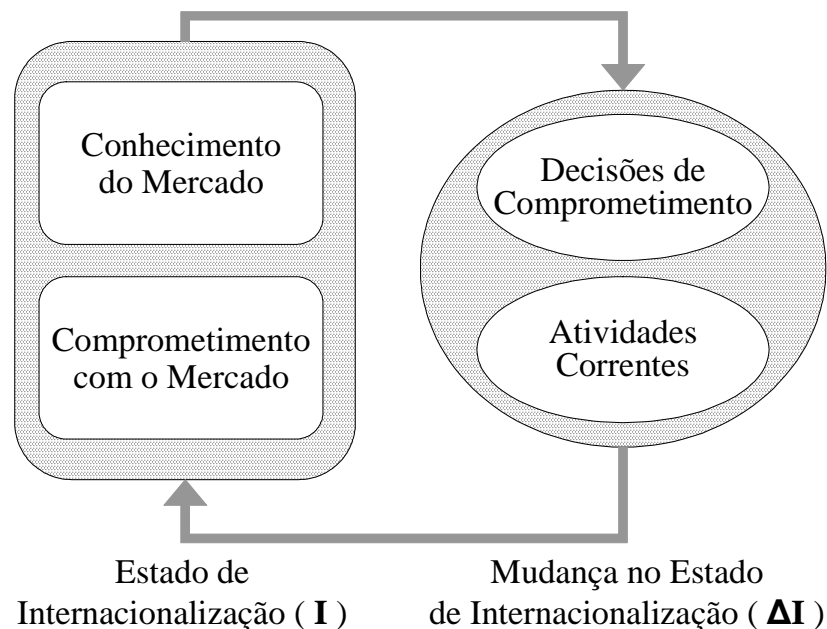 Conhecimento
do Mercado
Comprometimento
com o Mercado
Decisões de
Comprometimento
Atividades
Correntes
Estado de
Internacionalização ( I )
Mudança no Estado
de Internacionalização ( ΔI )